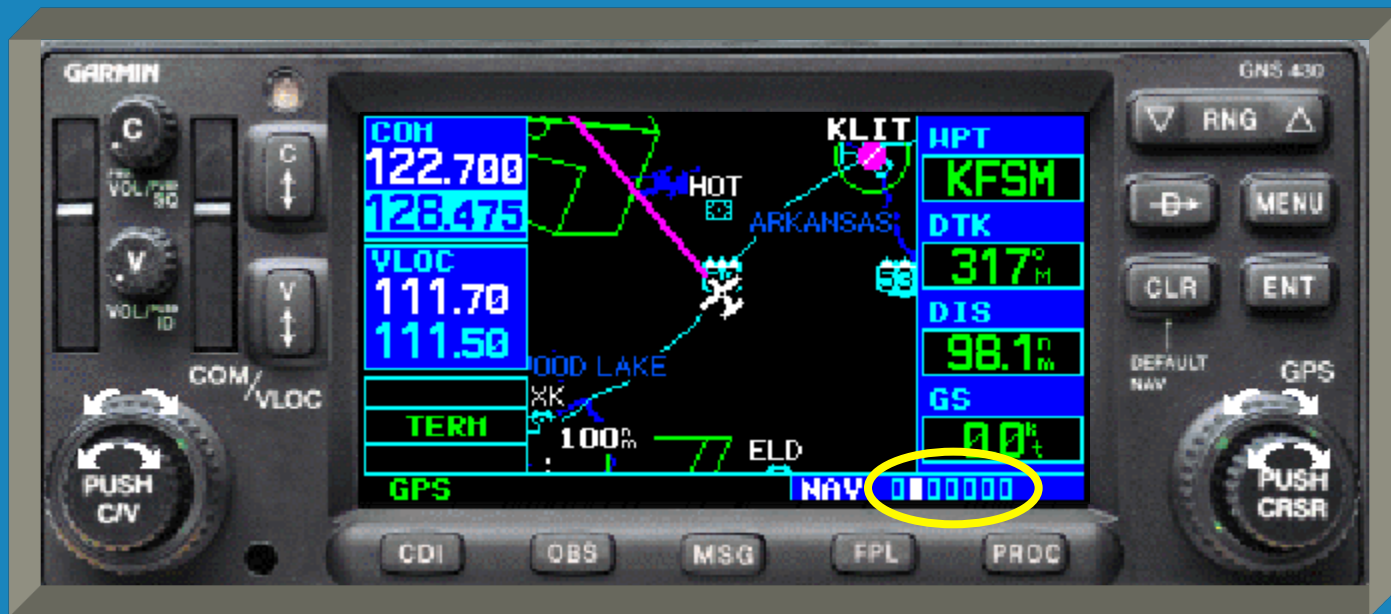 GARMIN
GNS 430
C
VOL/PUSH SQ
C
V
VOL/PUSH ID
V
COM/VLOC
PUSH C/V
COM
122.700
128.475
VLOC
111.70
111.50
TERM
GPS
KLIT
HOT
ARKANSAS
53
OOD LAKE
XK
100nm
ELD
WPT
KFSM
DTK
317°M
DIS
98.1nm
GS
0.0kt
NAV
RNG
D
MENU
CLR
ENT
DEFAULT
NAV
GPS
PUSH
CRSR
CDI
OBS
MSG
FPL
PROC